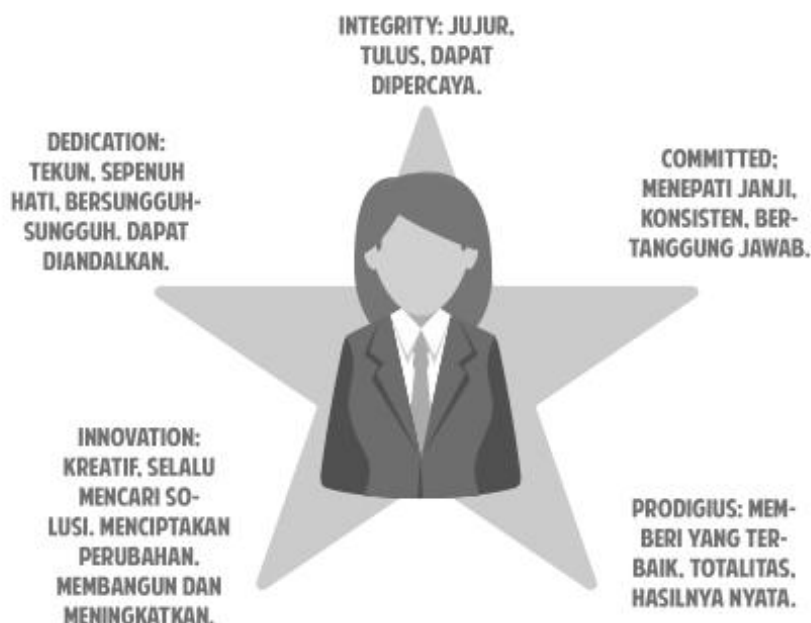 INTEGRITY: JUJUR,
TULUS, DAPAT
DIPERCAYA.
DEDICATION:
TEKUN, SEPENUH
HATI, BERSUNGGUH-
SUNGGUH. DAPAT
DIANDALKAN.
COMMITTED:
MENEPATI JANJI,
KONSISTEN, BER-
TANGGUNG JAWAB.
INNOVATION:
KREATIF, SELALU
MENCARI SO-
LUSI. MENCIPTAKAN
PERUBAHAN.
MEMBANGUN DAN
MENINGKATKAN.
PRODIGIUS: MEM-
BERI YANG TER-
BAIK, TOTALITAS,
HASILNYA NYATA.